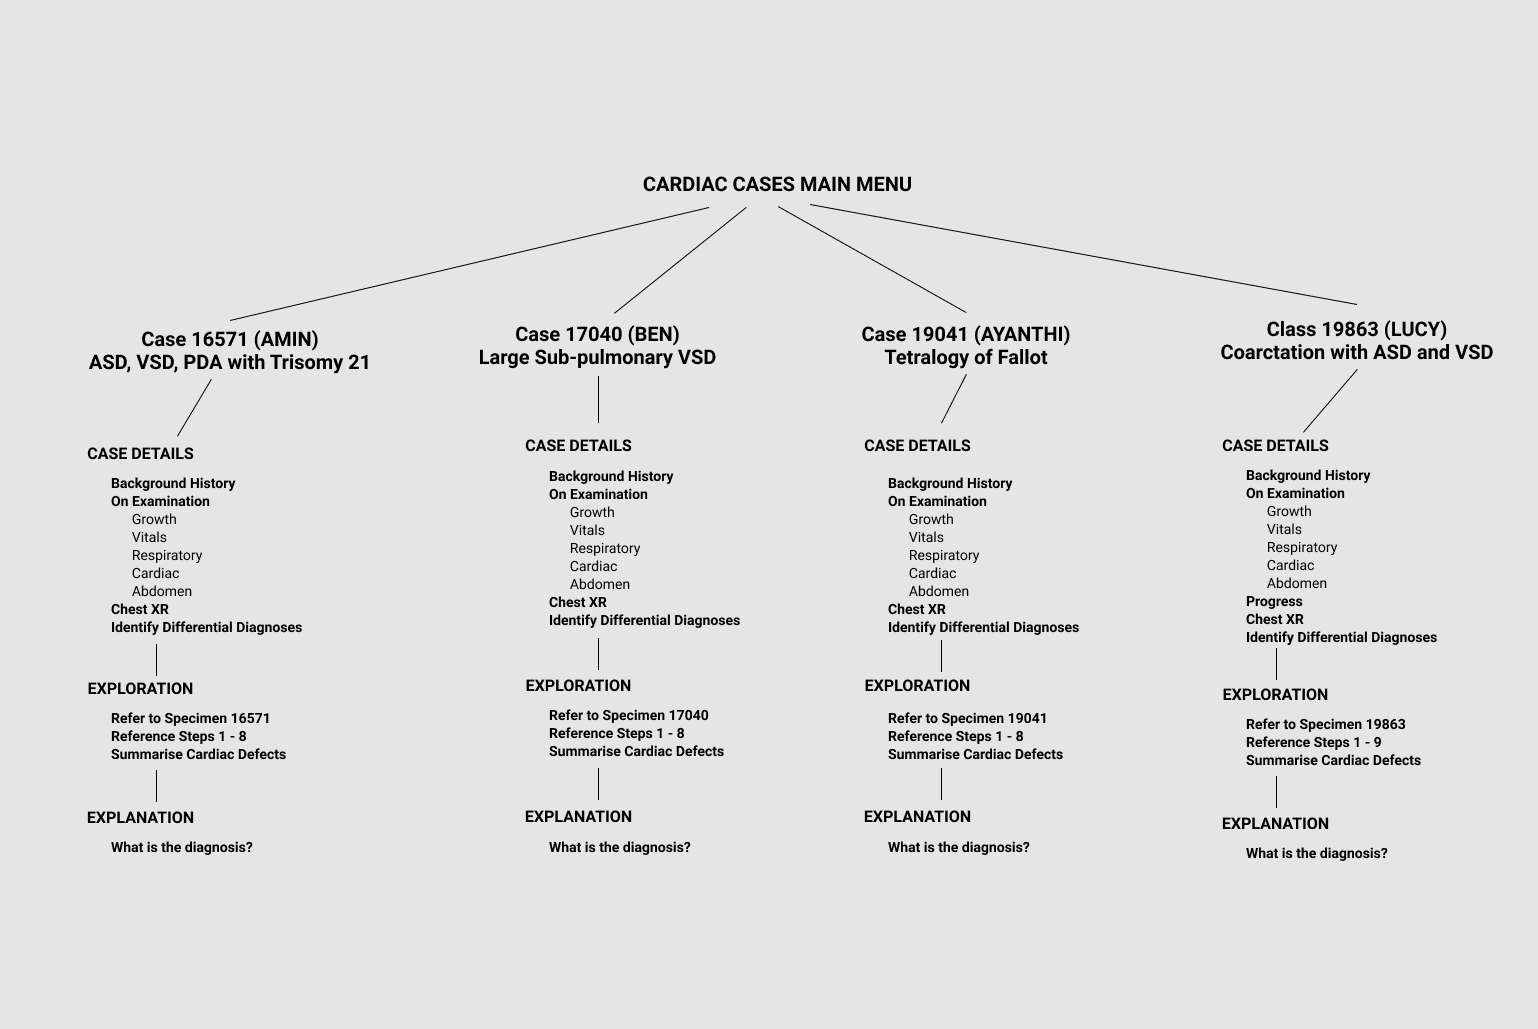 CARDIAC CASES MAIN MENU
Case 16571 (AMIN)
ASD, VSD, PDA with Trisomy 21
CASE DETAILS
Background History
On Examination
Growth
Vitals
Respiratory
Cardiac
Abdomen
Chest XR
Identify Differential Diagnoses
EXPLORATION
Refer to Specimen 16571
Reference Steps 1 - 8
Summarise Cardiac Defects
EXPLANATION
What is the diagnosis?
Case 17040 (BEN)
Large Sub-pulmonary VSD
CASE DETAILS
Background History
On Examination
Growth
Vitals
Respiratory
Cardiac
Abdomen
Chest XR
Identify Differential Diagnoses
EXPLORATION
Refer to Specimen 17040
Reference Steps 1 - 8
Summarise Cardiac Defects
EXPLANATION
What is the diagnosis?
Case 19041 (AYANTHI)
Tetralogy of Fallot
CASE DETAILS
Background History
On Examination
Growth
Vitals
Respiratory
Cardiac
Abdomen
Chest XR
Identify Differential Diagnoses
EXPLORATION
Refer to Specimen 19041
Reference Steps 1 - 8
Summarise Cardiac Defects
EXPLANATION
What is the diagnosis?
Class 19863 (LUCY)
Coarctation with ASD and VSD
CASE DETAILS
Background History
On Examination
Growth
Vitals
Respiratory
Cardiac
Abdomen
Progress
Chest XR
Identify Differential Diagnoses
EXPLORATION
Refer to Specimen 19863
Reference Steps 1 - 9
Summarise Cardiac Defects
EXPLANATION
What is the diagnosis?